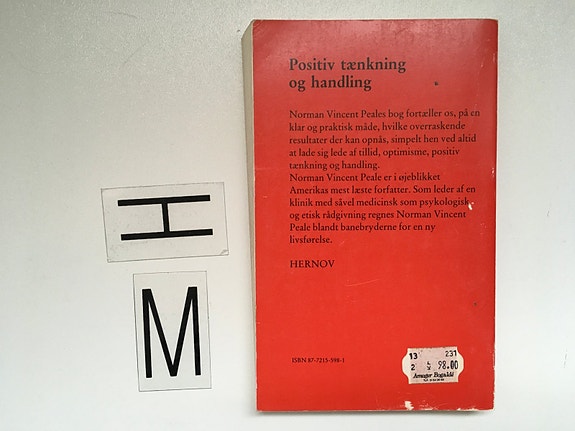 Positiv tænkning
og handling
Norman Vincent Peales bog fortæller os, på en
klar og praktisk måde, hvilke overraskende
resultater der kan opnås, simpelt hen ved altid
at lade sig lede af tillid, optimisme, positiv
tænkning og handling.
Norman Vincent Peale er i øjeblikket
Amerikas mest læste forfatter. Som leder af en
klinik med såvel medicinsk som psykologisk
og etisk rådgivning regnes Norman Vincent
Peale blandt banebryderne for en ny
livsførelse.
HERNOV
ISBN 87-7215-598-1
13 231
2 98.00
Amager
H
M